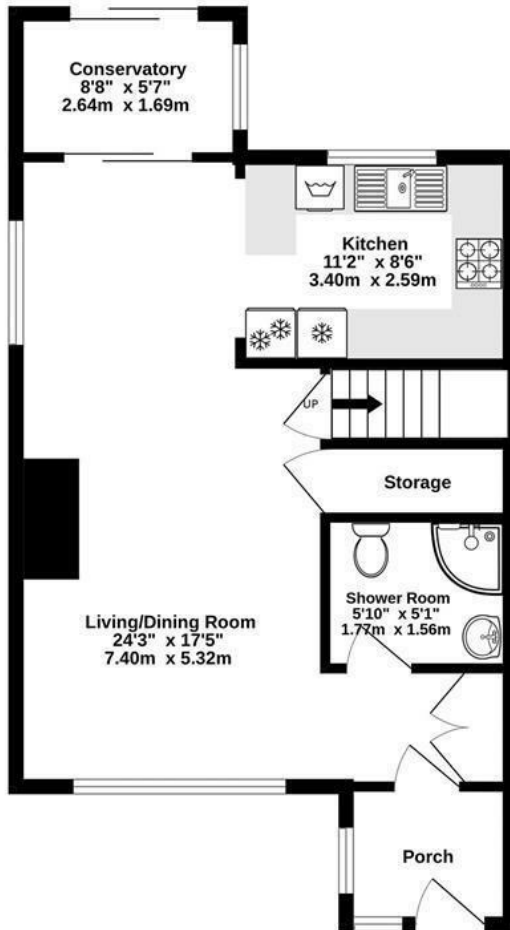 Conservatory
8'8" x 5'7"
2.64m x 1.69m
Kitchen
11'2" x 8'6"
3.40m x 2.59m
UP
Storage
Shower Room
5'10" x 5'1"
1.77m x 1.56m
Living/Dining Room
24'3" x 17'5"
7.40m x 5.32m
Porch